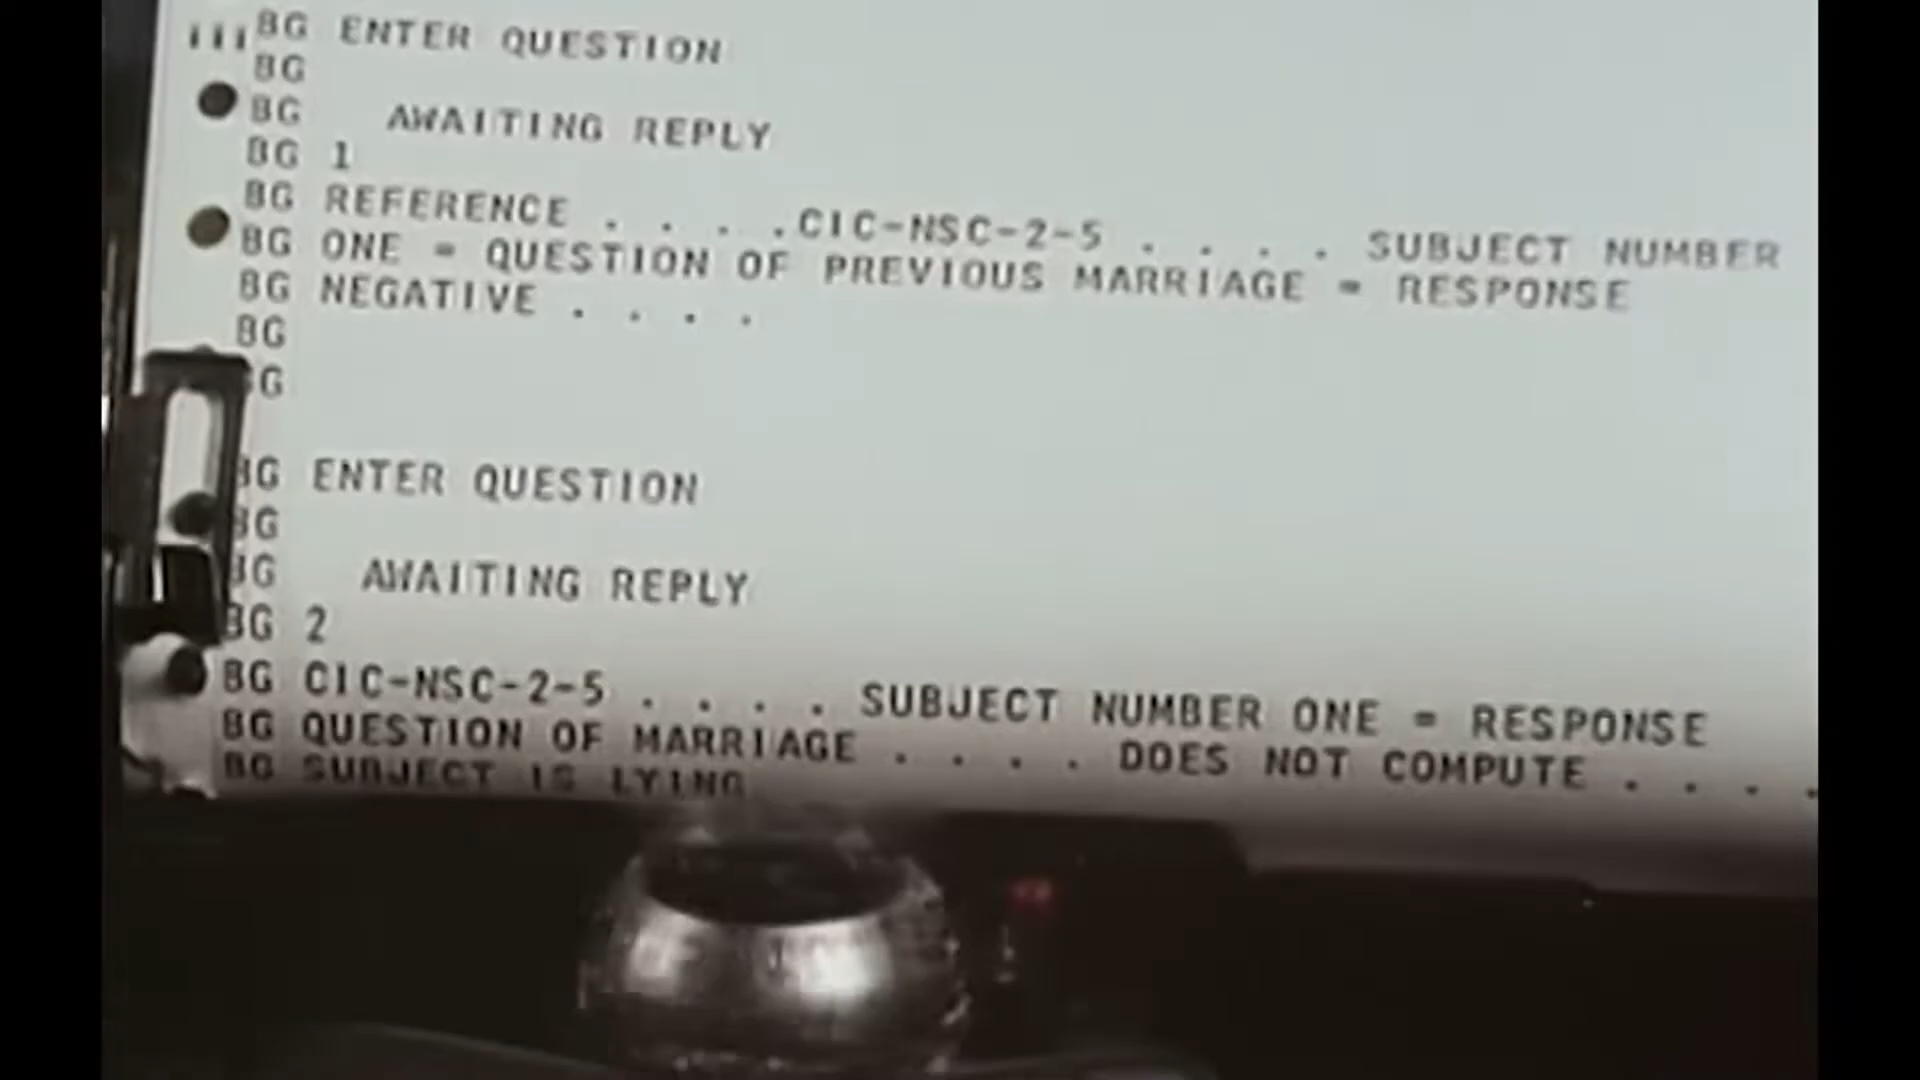 BG ENTER QUESTION
BG
BG AWAITING REPLY
BG 1
BG REFERENCE . . . .CIC-NSC-2-5 . . . . SUBJECT NUMBER
BG ONE = QUESTION OF PREVIOUS MARRIAGE = RESPONSE
BG NEGATIVE . . . .
BG
BG
BG ENTER QUESTION
BG
BG AWAITING REPLY
BG 2
BG CIC-NSC-2-5 . . . . SUBJECT NUMBER ONE = RESPONSE
BG QUESTION OF MARRIAGE . . . . DOES NOT COMPUTE . . . .
BG SUBJECT IS LYING